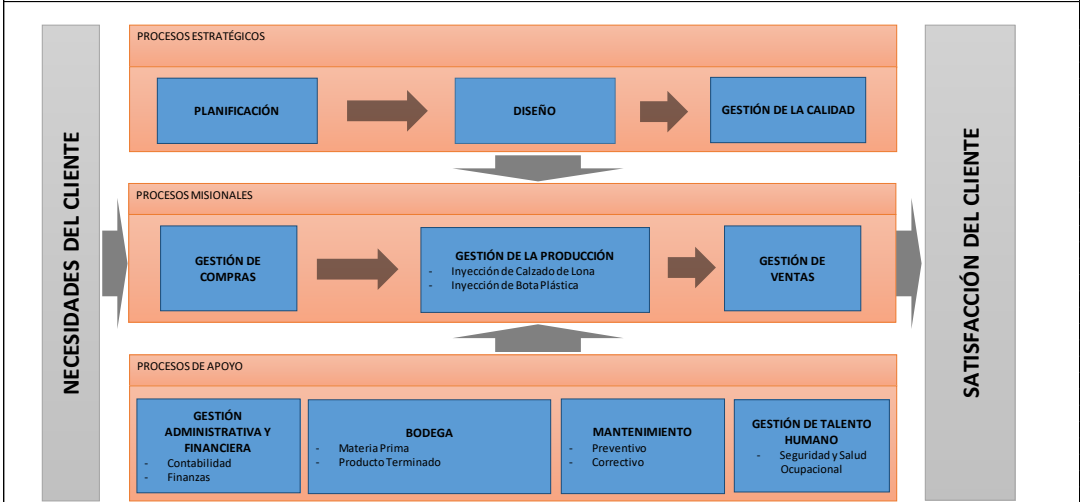 NECESIDADES DEL CLIENTE
PROCESOS ESTRATÉGICOS
PLANIFICACIÓN
DISEÑO
GESTIÓN DE LA CALIDAD
PROCESOS MISIONALES
GESTIÓN DE
COMPRAS
GESTIÓN DE LA PRODUCCIÓN
- Inyección de Calzado de Lona
- Inyección de Bota Plástica
GESTIÓN DE
VENTAS
PROCESOS DE APOYO
GESTIÓN
ADMINISTRATIVA Y
FINANCIERA
- Contabilidad
- Finanzas
BODEGA
- Materia Prima
- Producto Terminado
MANTENIMIENTO
- Preventivo
- Correctivo
GESTIÓN DE TALENTO
HUMANO
- Seguridad y Salud
Ocupacional
SATISFACCIÓN DEL CLIENTE